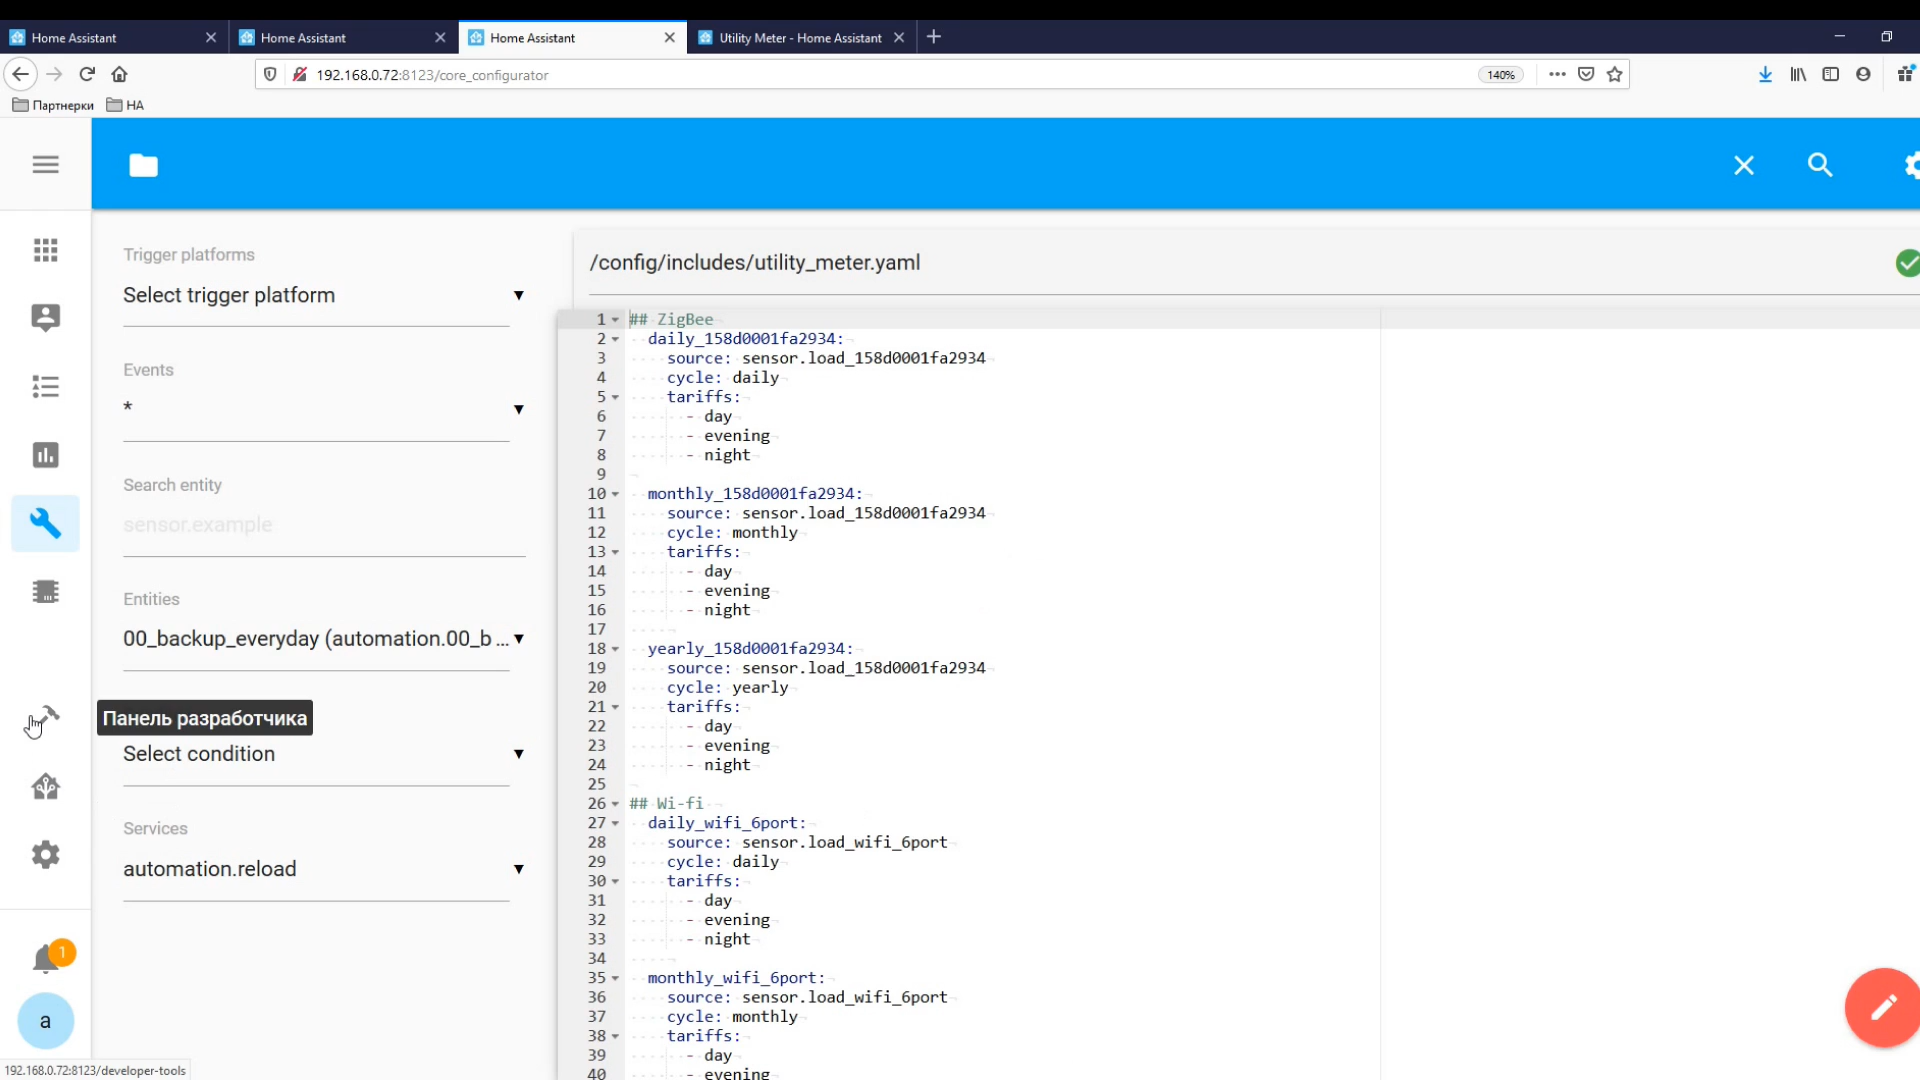 Home Assistant
Home Assistant
Home Assistant
Utility Meter - Home Assistant
192.168.0.72:8123/core_configurator
140%
Партнерки
HA
Trigger platforms
Select trigger platform
Events
*
Search entity
sensor.example
Entities
00_backup_everyday (automation.00_b ...
Панель разработчика
Select condition
Services
automation.reload
1
a
192.168.0.72:8123/developer-tools
/config/includes/utility_meter.yaml
1 ## ZigBee
2 daily_158d0001fa2934:
3 source: sensor.load_158d0001fa2934
4 cycle: daily
5 tariffs:
6 - day
7 - evening
8 - night
9
10 monthly_158d0001fa2934:
11 source: sensor.load_158d0001fa2934
12 cycle: monthly
13 tariffs:
14 - day
15 - evening
16 - night
17
18 yearly_158d0001fa2934:
19 source: sensor.load_158d0001fa2934
20 cycle: yearly
21 tariffs:
22 - day
23 - evening
24 - night
25
26 ## Wi-fi
27 daily_wifi_6port:
28 source: sensor.load_wifi_6port
29 cycle: daily
30 tariffs:
31 - day
32 - evening
33 - night
34
35 monthly_wifi_6port:
36 source: sensor.load_wifi_6port
37 cycle: monthly
38 tariffs:
39 - day
40 - evening